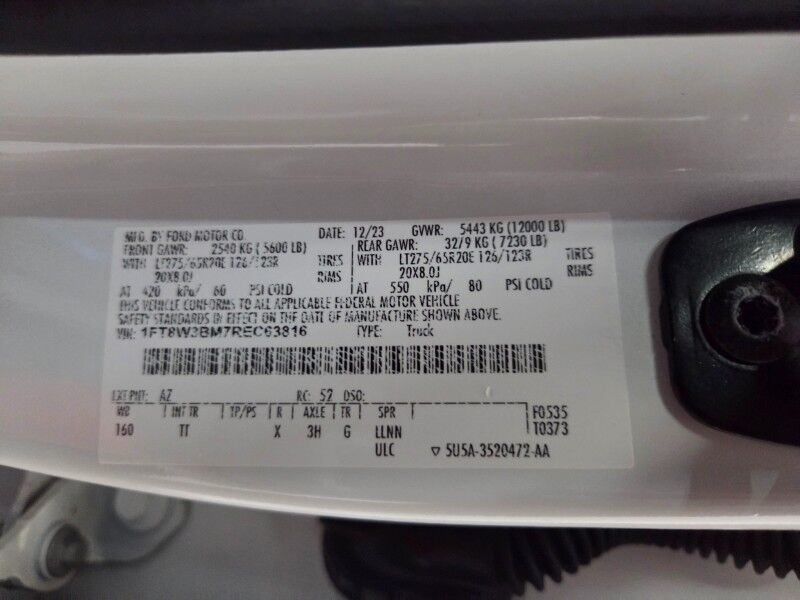 MFG. BY FORD MOTOR CO. DATE: 12/23 GVWR: 5443 KG (12000 LB)
FRONT GAWR: 2540 KG (5600 LB) REAR GAWR: 3279 KG (7230 LB)
WITH LT275/65R20E 126/123R TIRES WITH LT275/65R20E 126/123R TIRES
20X8.0J RIMS 20X8.0J RIMS
AT 420 kPa/ 60 PSI COLD AT 550 kPa/ 80 PSI COLD
THIS VEHICLE CONFORMS TO ALL APPLICABLE FEDERAL MOTOR VEHICLE
SAFETY STANDARDS IN EFFECT ON THE DATE OF MANUFACTURE SHOWN ABOVE.
VIN: 1FT8W3BM7REC63816 TYPE: Truck
EXT PNT: AZ RC: 52 DSO:
WB INT TR TP/PS R AXLE TR SPR F0535
160 TT X 3H G LLNN T0373
ULC ▽ 5U5A-3520472-AA